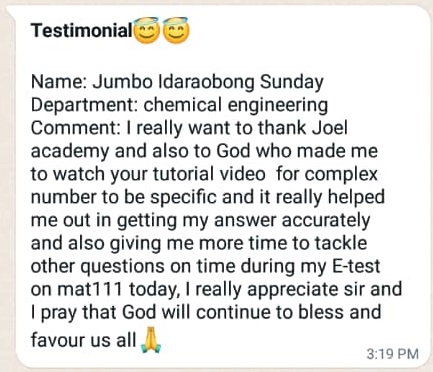 Testimonial😇😇
Name: Jumbo Idaraobong Sunday
Department: chemical engineering
Comment: I really want to thank Joel
academy and also to God who made me
to watch your tutorial video  for complex
number to be specific and it really helped
me out in getting my answer accurately
and also giving me more time to tackle
other questions on time during my E-test
on mat111 today, I really appreciate sir and
I pray that God will continue to bless and
favour us all🙏
3:19 PM